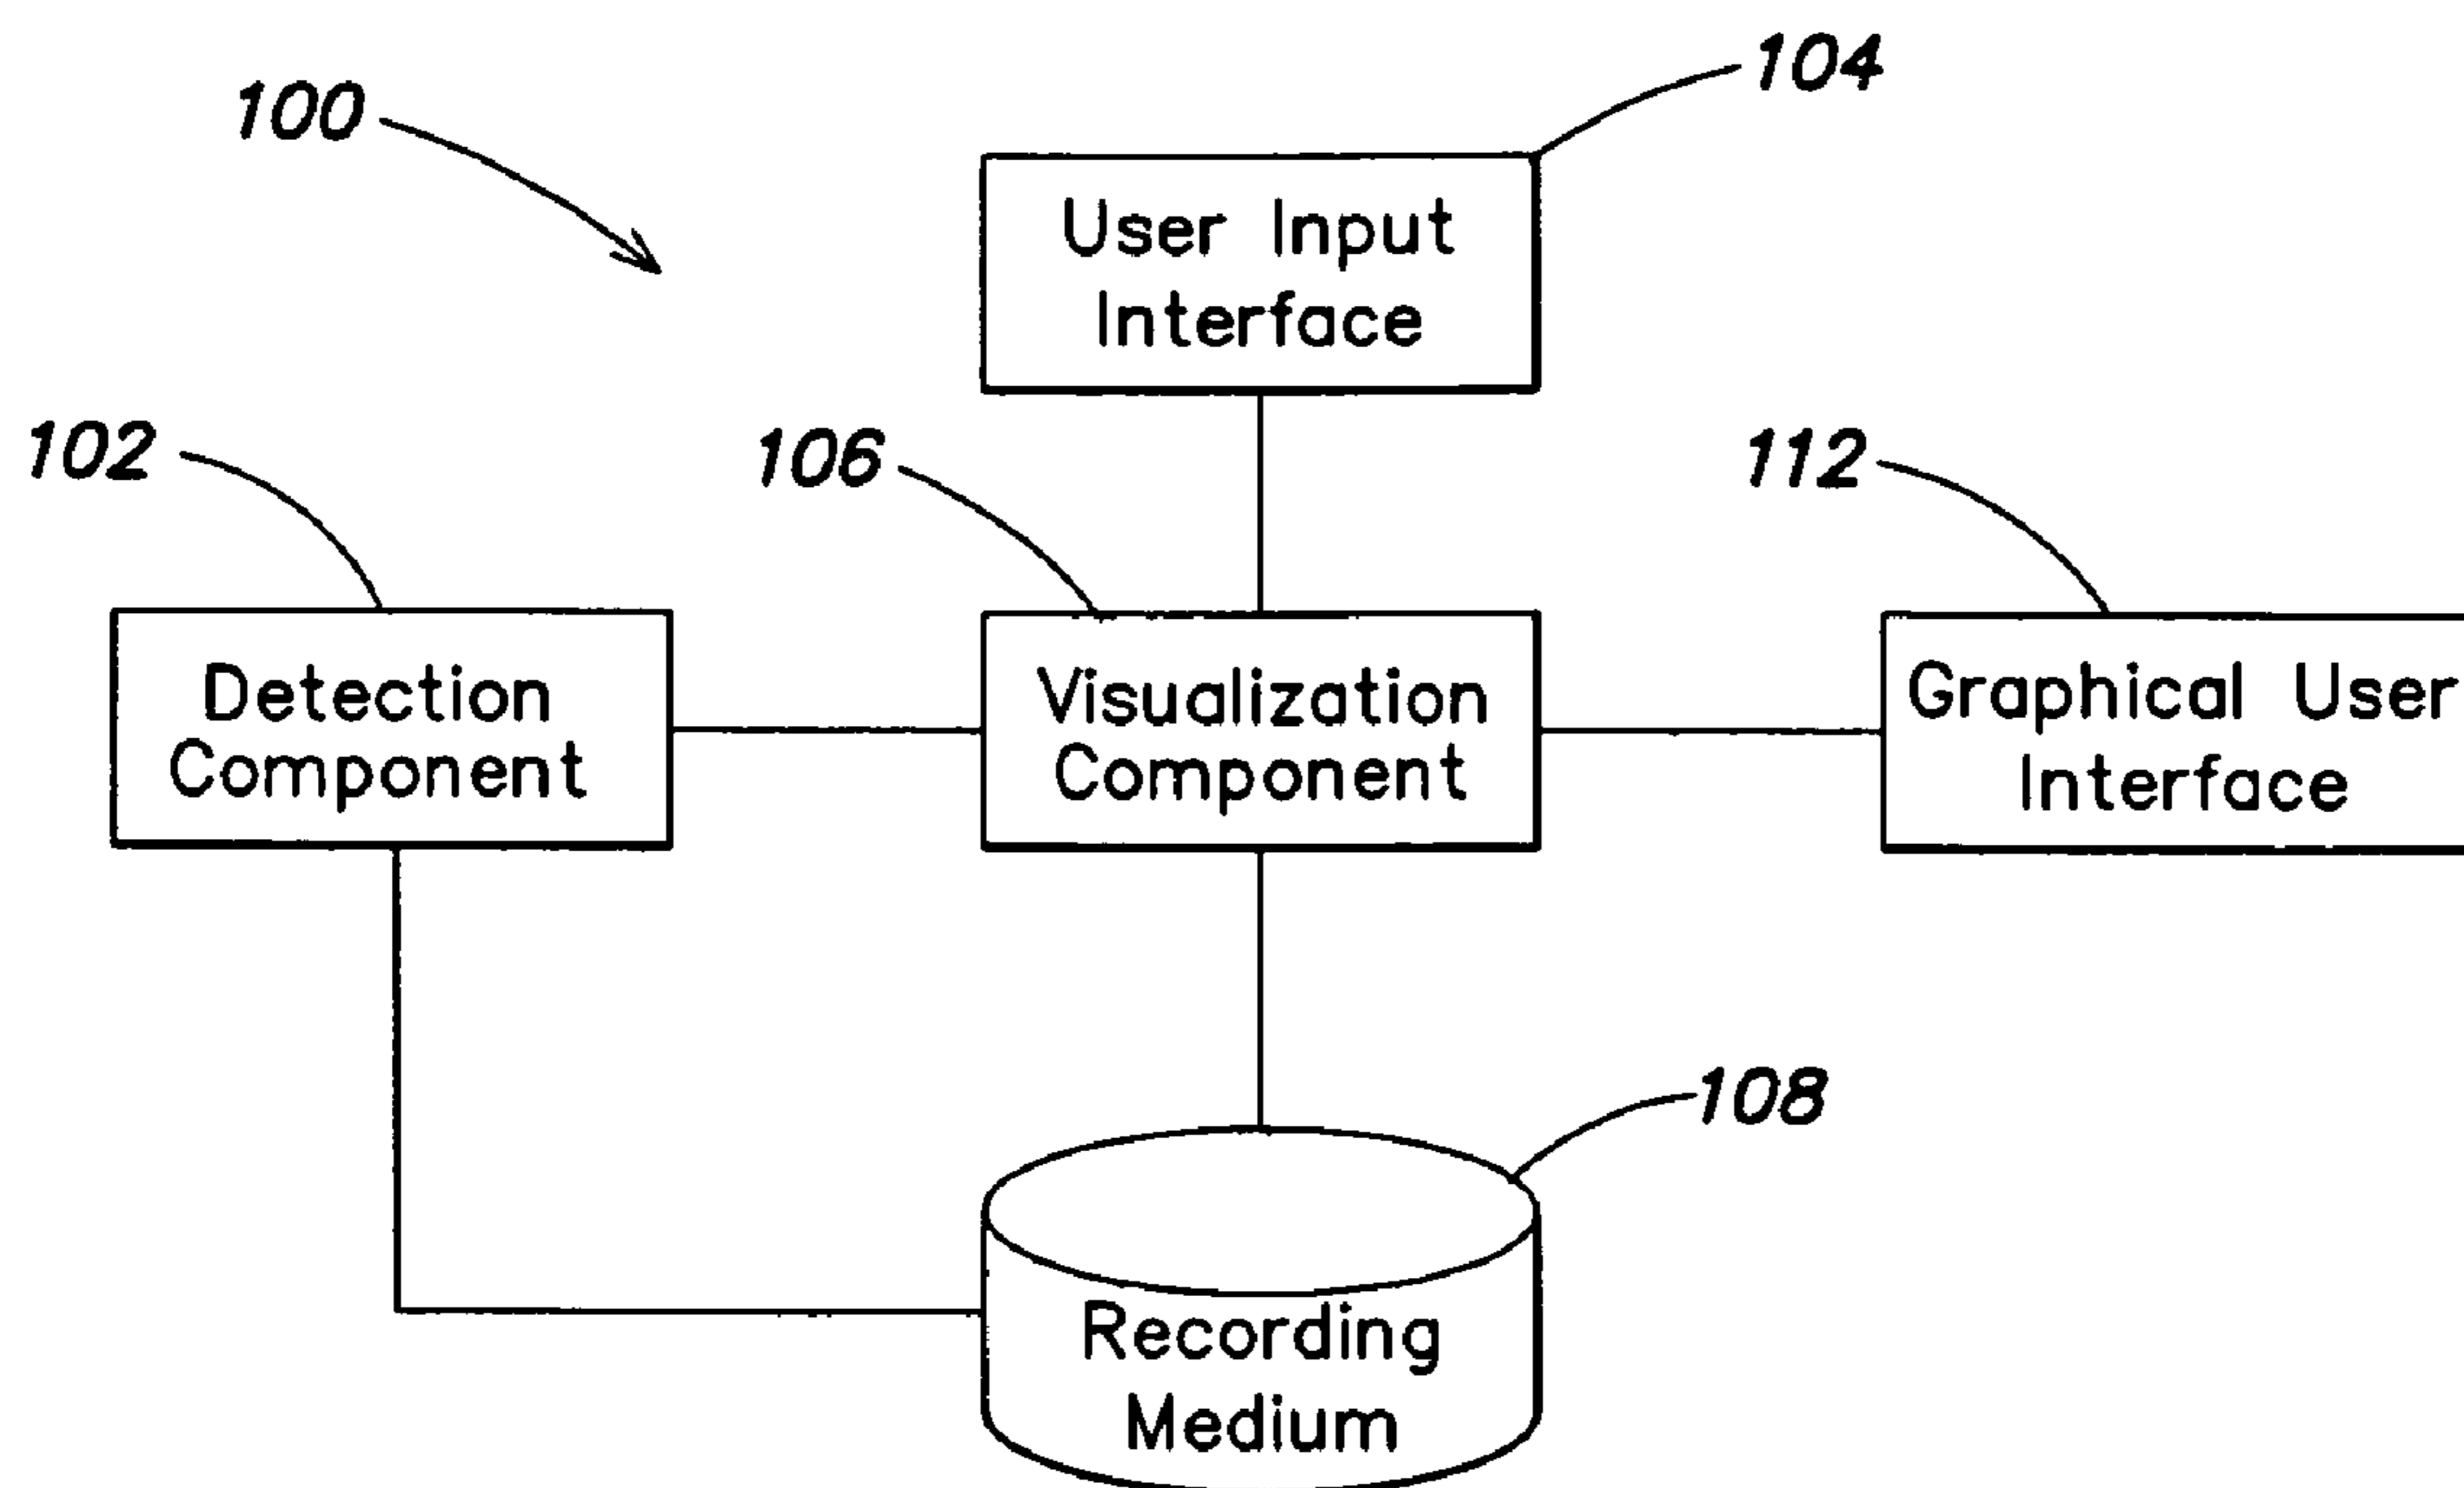 100
104
User Input
Interface
102
106
112
Detection
Component
Visualization
Component
Graphical User
Interface
108
Recording
Medium